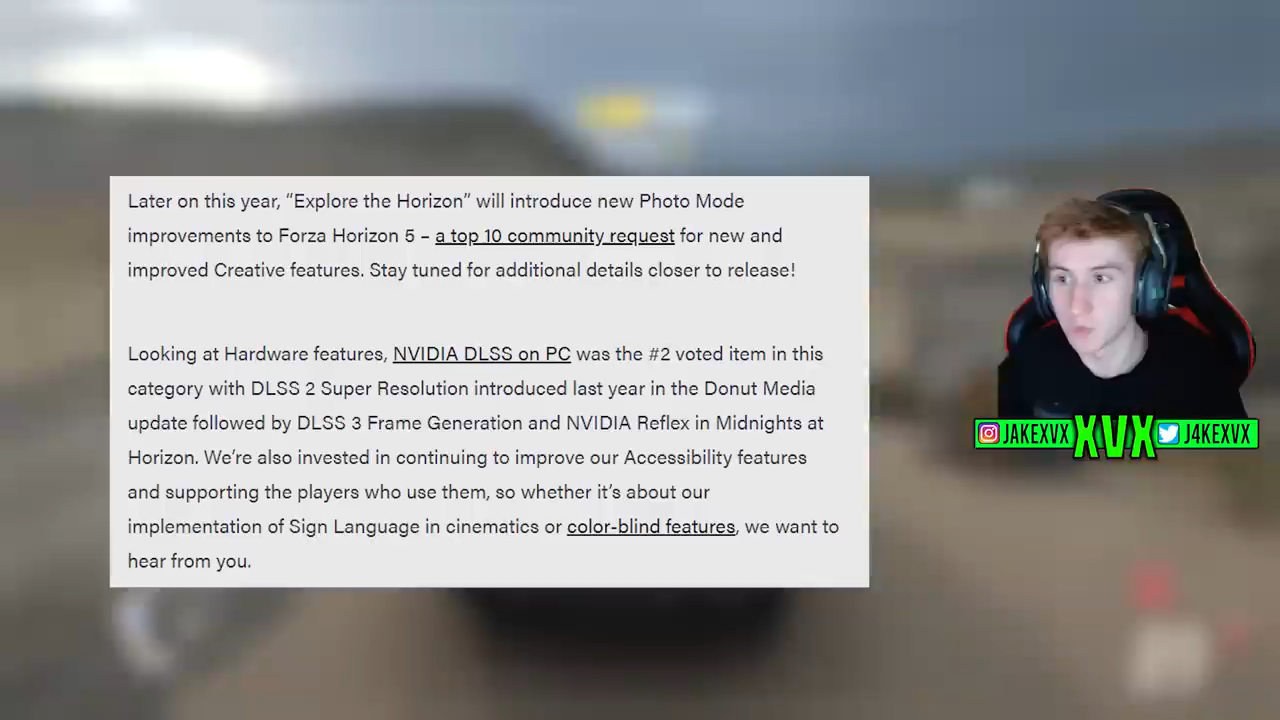 Later on this year, “Explore the Horizon” will introduce new Photo Mode
improvements to Forza Horizon 5 – a top 10 community request for new and
improved Creative features. Stay tuned for additional details closer to release!
Looking at Hardware features, NVIDIA DLSS on PC was the #2 voted item in this
category with DLSS 2 Super Resolution introduced last year in the Donut Media
update followed by DLSS 3 Frame Generation and NVIDIA Reflex in Midnights at
Horizon. We’re also invested in continuing to improve our Accessibility features
and supporting the players who use them, so whether it’s about our
implementation of Sign Language in cinematics or color-blind features, we want to
hear from you.
JAKEXVX XVX J4KEXVX